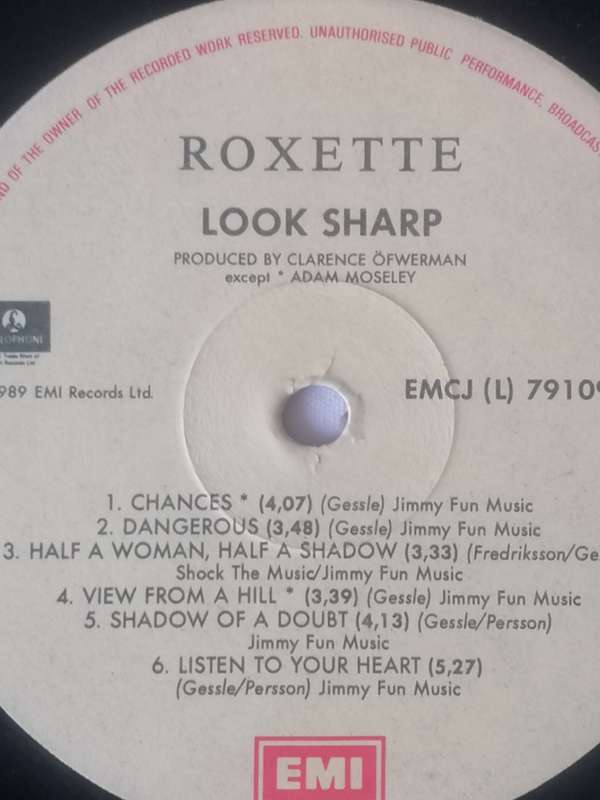 OF THE OWNER OF THE RECORDED WORK RESERVED. UNAUTHORISED PUBLIC PERFORMANCE, BROADCAS
ROXETTE
LOOK SHARP
PRODUCED BY CLARENCE ÖFWERMAN
except * ADAM MOSELEY
LOPHONE
989 EMI Records Ltd.
EMCJ (L) 79109
1. CHANCES * (4,07) (Gessle) Jimmy Fun Music
2. DANGEROUS (3,48) (Gessle) Jimmy Fun Music
3. HALF A WOMAN, HALF A SHADOW (3,33) (Fredriksson/Ge
Shock The Music/Jimmy Fun Music
4. VIEW FROM A HILL * (3,39) (Gessle) Jimmy Fun Music
5. SHADOW OF A DOUBT (4,13) (Gessle/Persson)
Jimmy Fun Music
6. LISTEN TO YOUR HEART (5,27)
(Gessle/Persson) Jimmy Fun Music
EMI